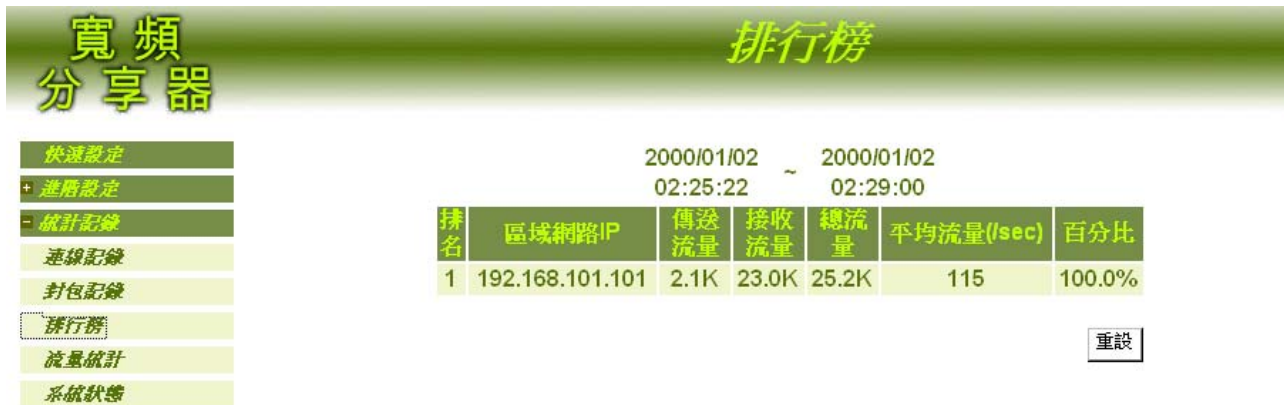 寬頻
分享器
排行榜
快速設定
進階設定
統計記錄
連線記錄
封包記錄
排行榜
流量統計
系統狀態
2000/01/02 ~ 2000/01/02
02:25:22 02:29:00
排名 區域網路IP 傳送流量 接收流量 總流量 平均流量(/sec) 百分比
1 192.168.101.101 2.1K 23.0K 25.2K 115 100.0%
重設